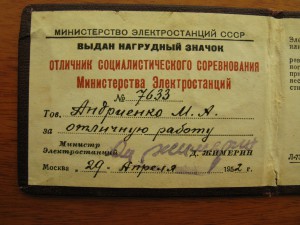 МИНИСТЕРСТВО ЭЛЕКТРОСТАНЦИЙ СССР
ВЫДАН НАГРУДНЫЙ ЗНАЧОК
ОТЛИЧНИК СОЦИАЛИСТИЧЕСКОГО СОРЕВНОВАНИЯ
Министерства Электростанций
№ 7633
Тов. Андриенко М. А.
за отличную работу
Министр
Электростанций Д. ЖИМЕРИН
Москва 29 Апреля 1952 г.